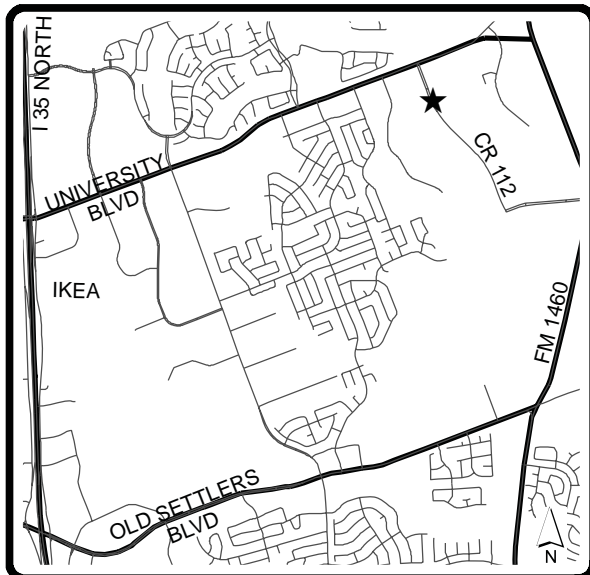 I 35 NORTH
UNIVERSITY
BLVD
CR 112
IKEA
FM 1460
OLD SETTLERS
BLVD
N